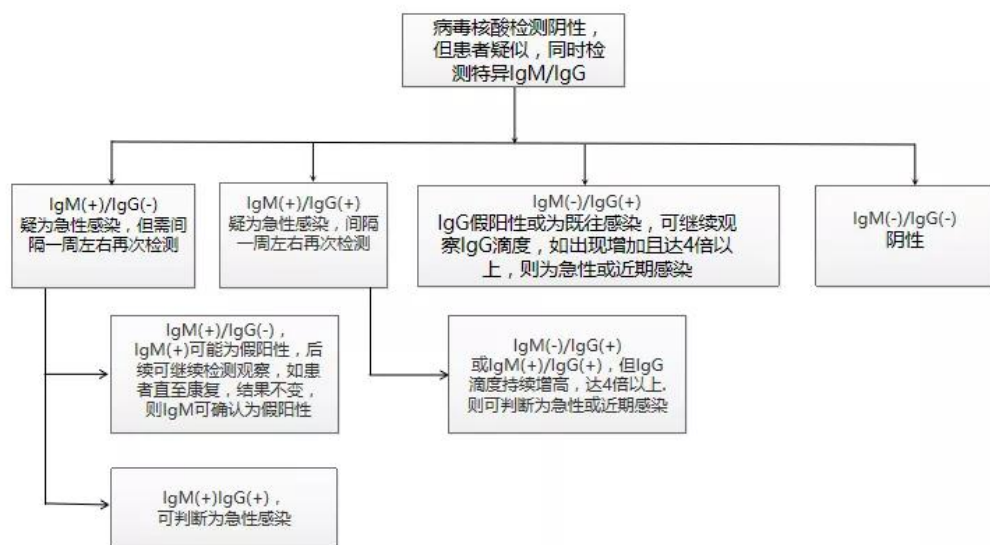 病毒核酸检测阴性，
但患者疑似，同时检
测特异IgM/IgG
IgM(+)/IgG(-)
疑为急性感染，但需间
隔一周左右再次检测
IgM(+)/IgG(+)
疑为急性感染，间隔
一周左右再次检测
IgM(-)/IgG(+)
IgG假阳性或为既往感染，可继续观
察IgG滴度，如出现增加且达4倍以
上，则为急性或近期感染
IgM(-)/IgG(-)
阴性
IgM(+)/IgG(-)，
IgM(+)可能为假阳性，后
续可继续检测观察，如患
者直至康复，结果不变，
则IgM可确认为假阳性
IgM(-)/IgG(+)
或IgM(+)/IgG(+)，但IgG
滴度持续增高，达4倍以上.
则可判断为急性或近期感染
IgM(+)IgG(+)，
可判断为急性感染